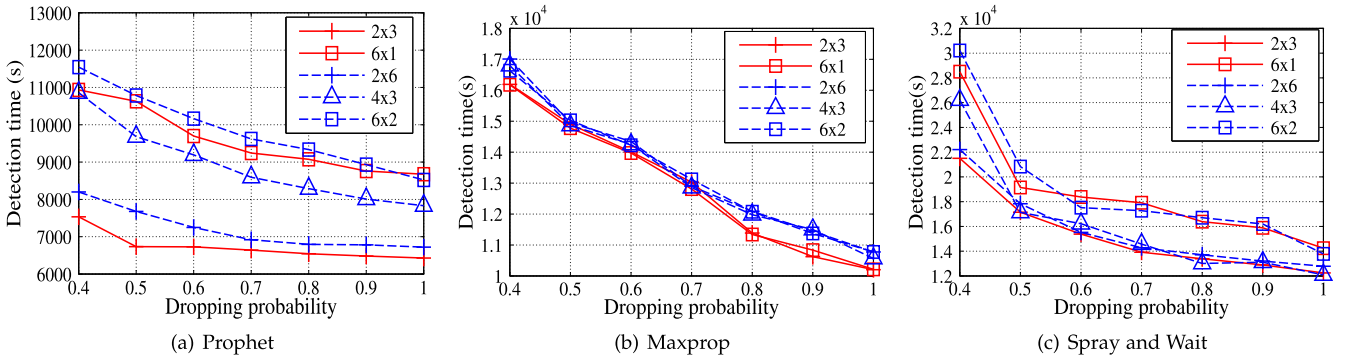 13000
12000
11000
10000
9000
8000
7000
6000
Detection time (s)
2x3
6x1
2x6
4x3
6x2
0.4 0.5 0.6 0.7 0.8 0.9 1
Dropping probability
(a) Prophet
x 10^4
1.8
1.7
1.6
1.5
1.4
1.3
1.2
1.1
1
Detection time(s)
2x3
6x1
2x6
4x3
6x2
0.4 0.5 0.6 0.7 0.8 0.9 1
Dropping probability
(b) Maxprop
x 10^4
3.2
3
2.8
2.6
2.4
2.2
2
1.8
1.6
1.4
1.2
Detection time(s)
2x3
6x1
2x6
4x3
6x2
0.4 0.5 0.6 0.7 0.8 0.9 1
Dropping probability
(c) Spray and Wait